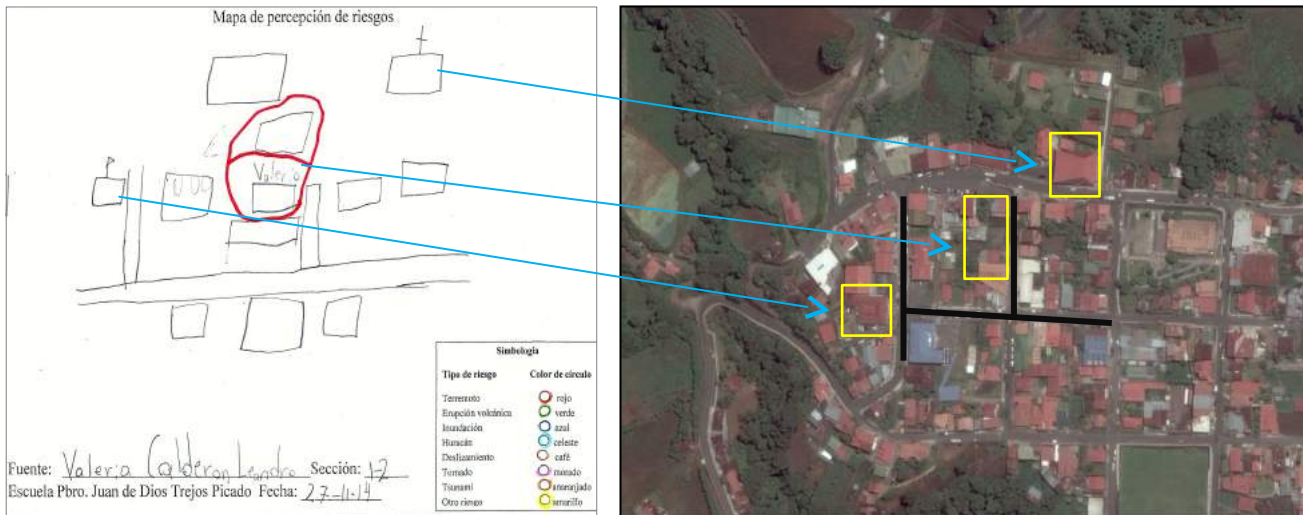 Mapa de percepción de riesgos
P
Valeria
Simbología
Tipo de riesgo Color de círculo
Terremoto rojo
Erupción volcánica verde
Inundación azul
Huracán celeste
Deslizamiento café
Tornado morado
Tsunami anaranjado
Otro riesgo amarillo
Fuente: Valeria Calderon Leandro Sección: 1-2
Escuela Pbro. Juan de Dios Trejos Picado Fecha: 27-11-14